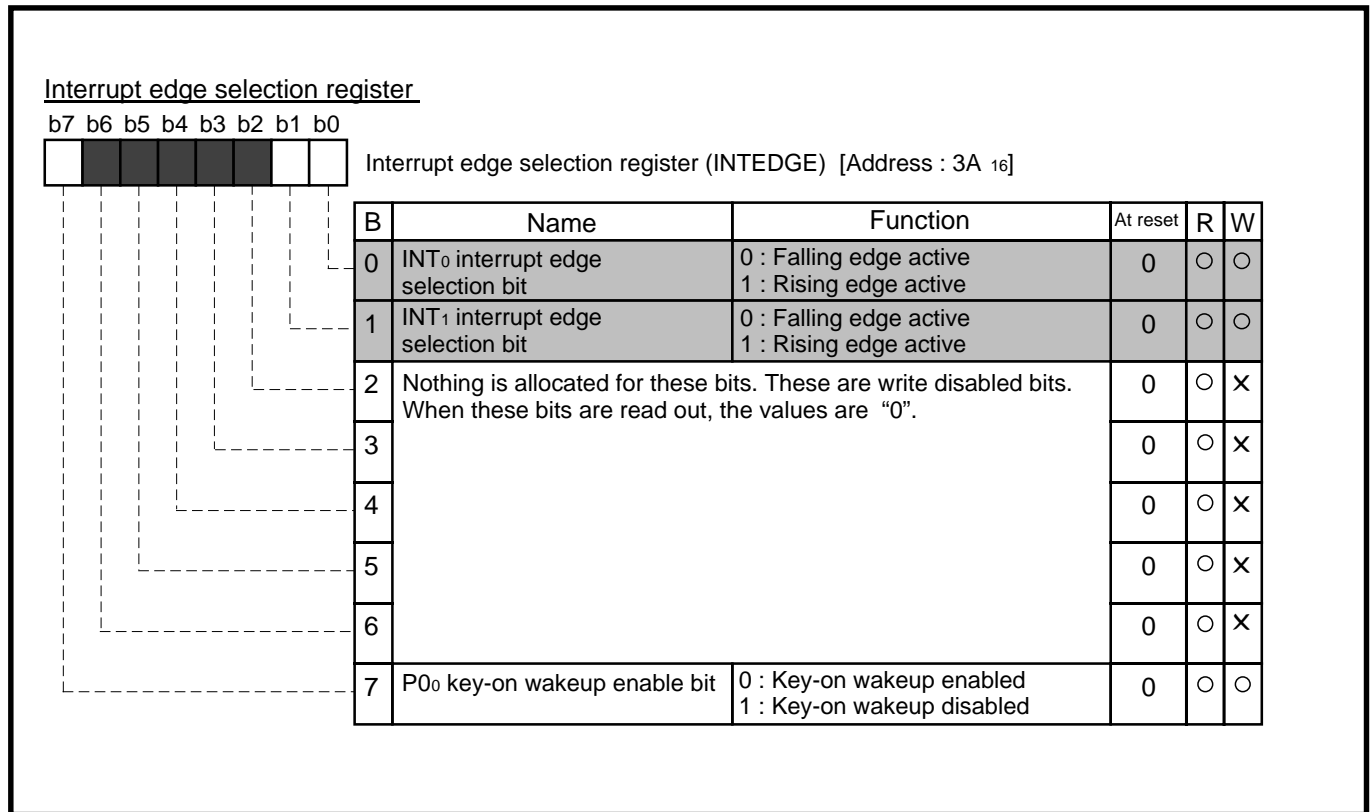 Interrupt edge selection register
b7 b6 b5 b4 b3 b2 b1 b0
Interrupt edge selection register (INTEDGE) [Address : 3A 16]
B Name Function At reset R W
0 INT0 interrupt edge selection bit 0 : Falling edge active 0 ○ ○
1 : Rising edge active
1 INT1 interrupt edge selection bit 0 : Falling edge active 0 ○ ○
1 : Rising edge active
2 Nothing is allocated for these bits. These are write disabled bits. 0 ○ ×
When these bits are read out, the values are “0”.
3 0 ○ ×
4 0 ○ ×
5 0 ○ ×
6 0 ○ ×
7 P00 key-on wakeup enable bit 0 : Key-on wakeup enabled 0 ○ ○
1 : Key-on wakeup disabled